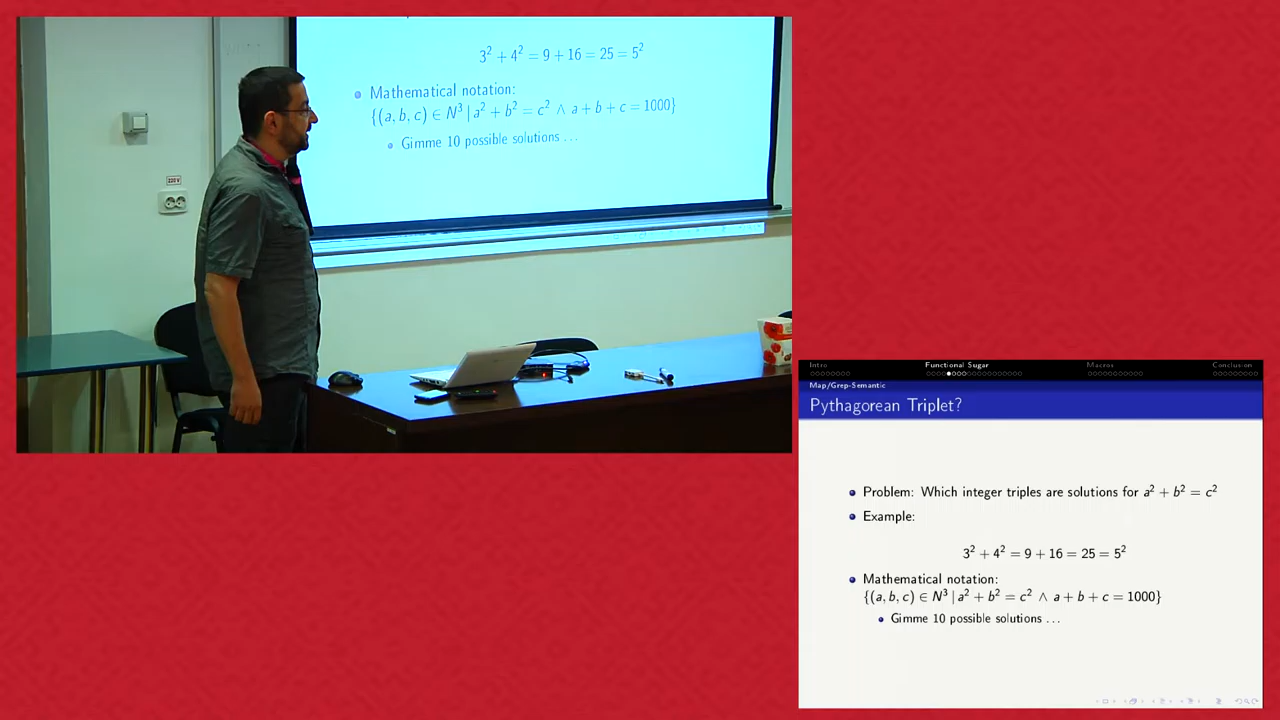 3² + 4² = 9 + 16 = 25 = 5²
Mathematical notation:
{(a, b, c) ∈ N³ | a² + b² = c² ∧ a + b + c = 1000}
Gimme 10 possible solutions ...
220 V
Intro Functional Sugar Macros Conclusion
Map/Grep-Semantic
Pythagorean Triplet?
Problem: Which integer triples are solutions for a² + b² = c²
Example:
3² + 4² = 9 + 16 = 25 = 5²
Mathematical notation:
{(a, b, c) ∈ N³ | a² + b² = c² ∧ a + b + c = 1000}
Gimme 10 possible solutions ...